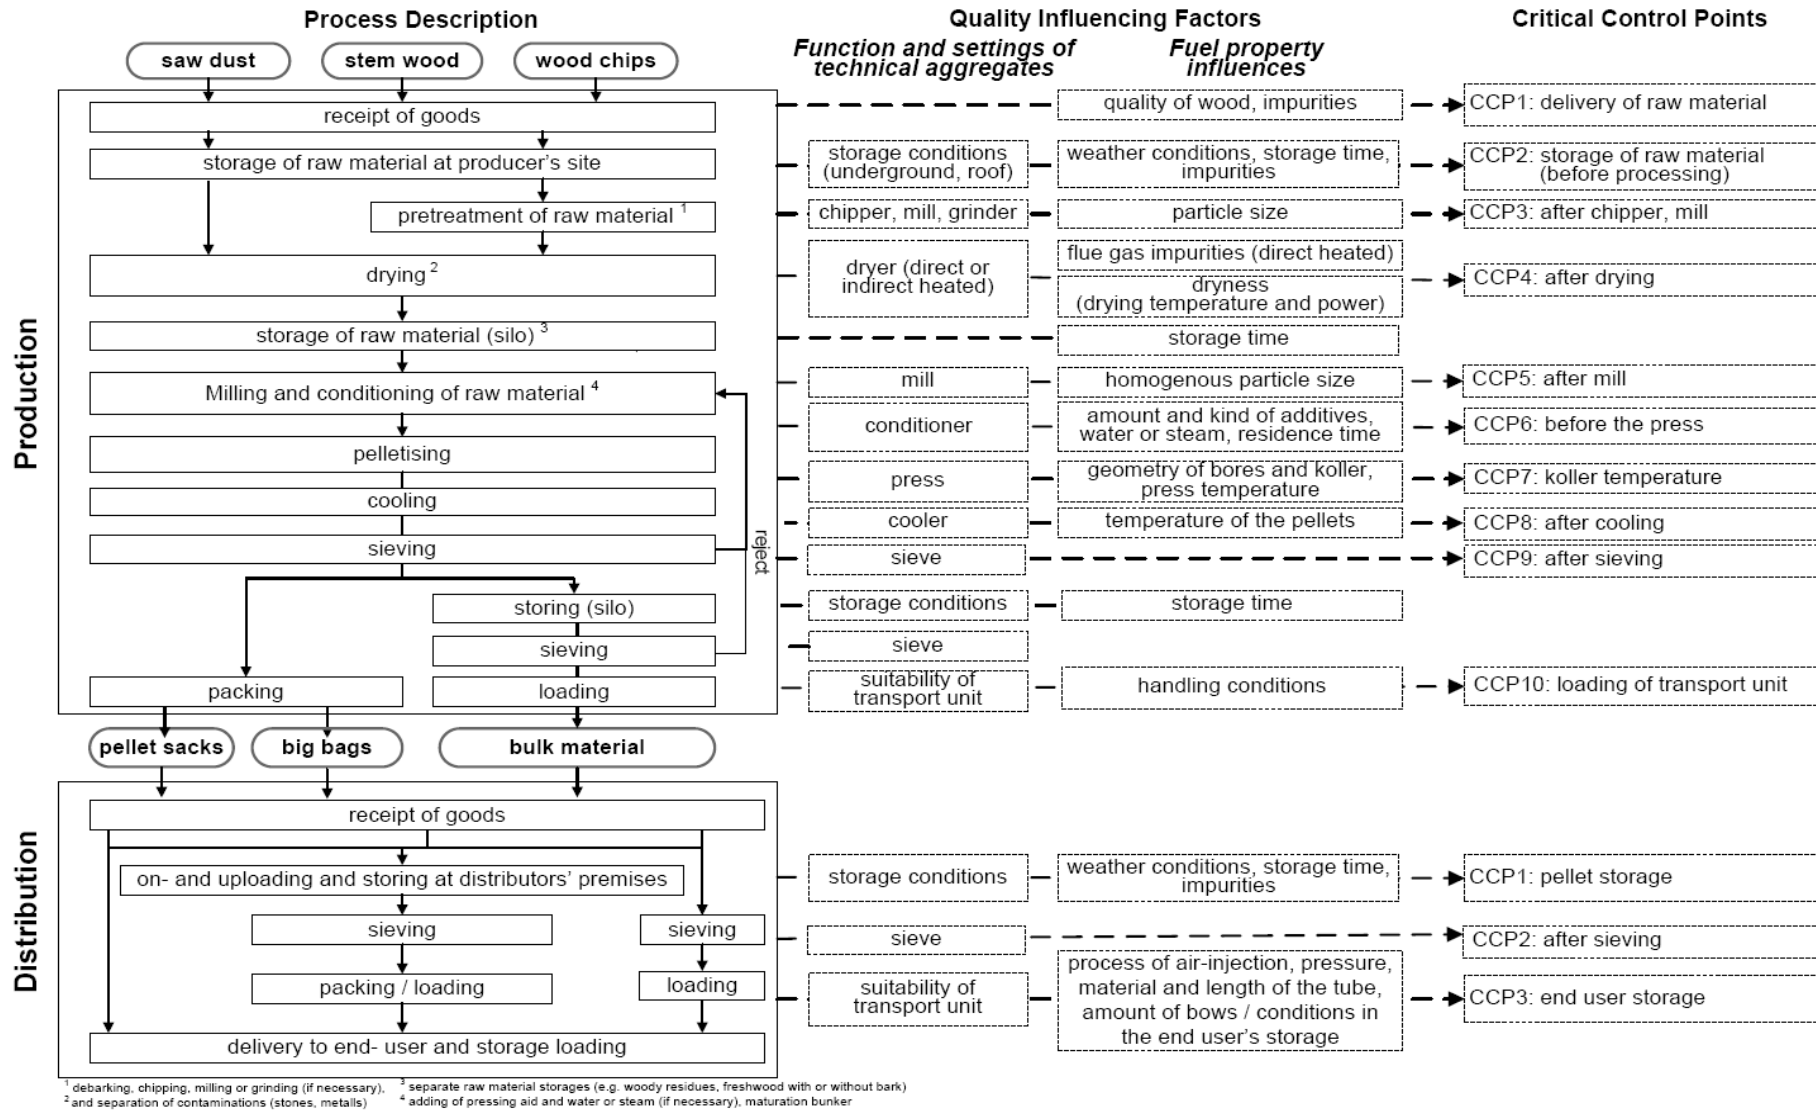 Process Description
Quality Influencing Factors
Critical Control Points
Function and settings of
technical aggregates
Fuel property
influences
saw dust
stem wood
wood chips
Production
receipt of goods
quality of wood, impurities
CCP1: delivery of raw material
storage of raw material at producer's site
storage conditions
(underground, roof)
weather conditions, storage time,
impurities
CCP2: storage of raw material
(before processing)
pretreatment of raw material 1
chipper, mill, grinder
particle size
CCP3: after chipper, mill
drying 2
dryer (direct or
indirect heated)
flue gas impurities (direct heated)
dryness
(drying temperature and power)
CCP4: after drying
storage of raw material (silo) 3
storage time
Milling and conditioning of raw material 4
mill
homogenous particle size
CCP5: after mill
conditioner
amount and kind of additives,
water or steam, residence time
CCP6: before the press
pelletising
press
geometry of bores and koller,
press temperature
CCP7: koller temperature
cooling
cooler
temperature of the pellets
CCP8: after cooling
sieving
reject
sieve
CCP9: after sieving
storing (silo)
storage conditions
storage time
sieving
sieve
packing
loading
suitability of
transport unit
handling conditions
CCP10: loading of transport unit
pellet sacks
big bags
bulk material
Distribution
receipt of goods
on- and uploading and storing at distributors' premises
storage conditions
weather conditions, storage time,
impurities
CCP1: pellet storage
sieving
sieving
sieve
CCP2: after sieving
packing / loading
loading
suitability of
transport unit
process of air-injection, pressure,
material and length of the tube,
amount of bows / conditions in
the end user's storage
CCP3: end user storage
delivery to end- user and storage loading
1 debarking, chipping, milling or grinding (if necessary),
2 and separation of contaminations (stones, metalls)
3 separate raw material storages (e.g. woody residues, freshwood with or without bark)
4 adding of pressing aid and water or steam (if necessary), maturation bunker